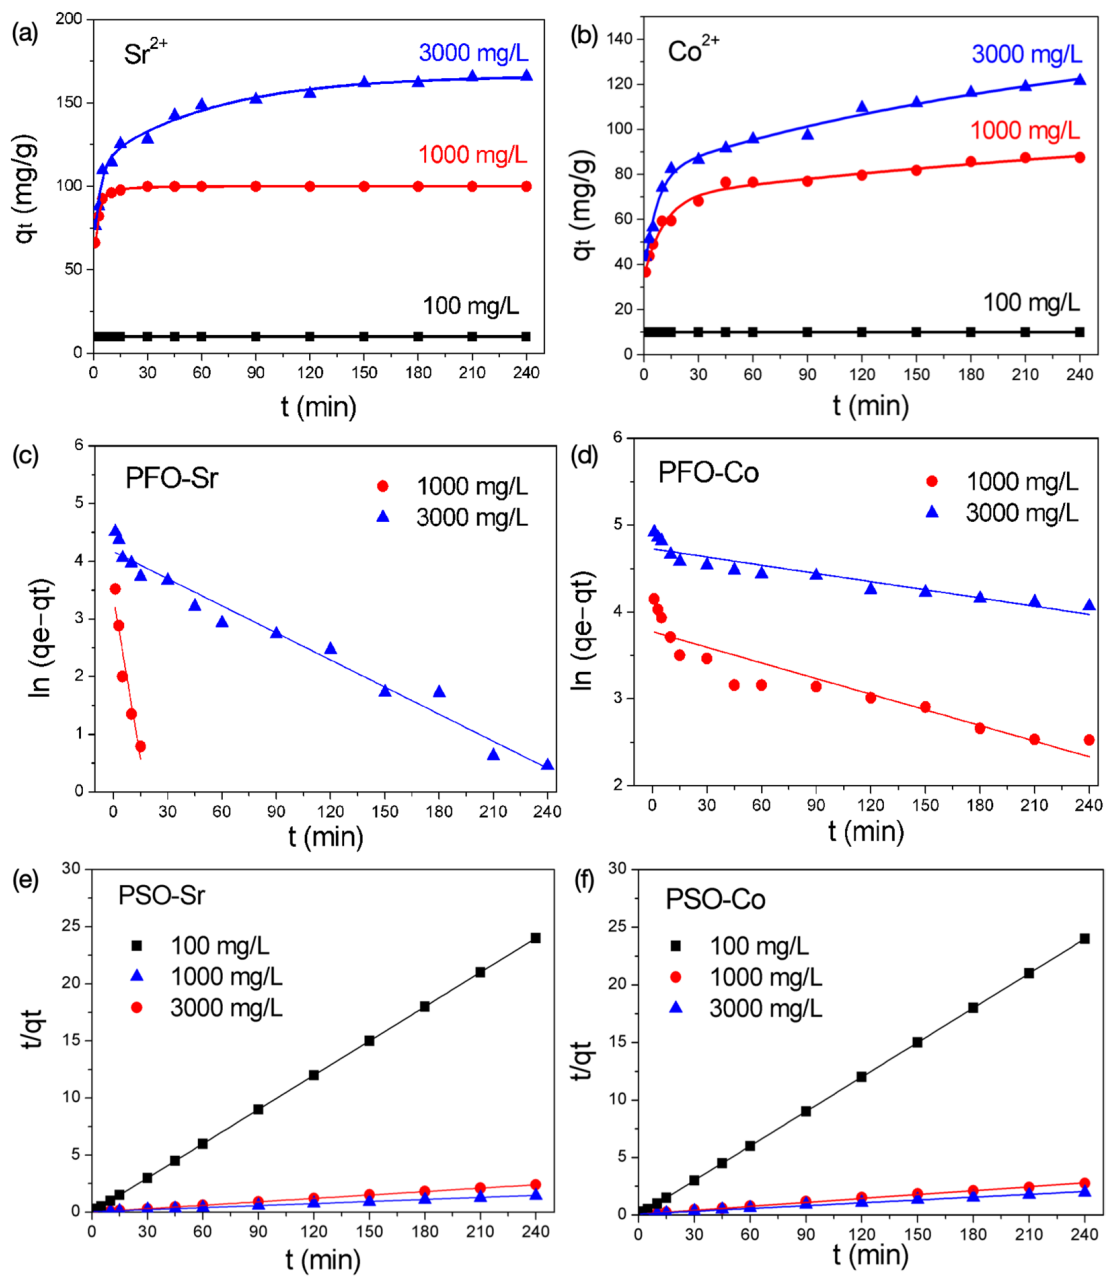 (a)
Sr2+
3000 mg/L
1000 mg/L
100 mg/L
200
150
100
50
0
qt (mg/g)
0 30 60 90 120 150 180 210 240
t (min)
(b)
Co2+
3000 mg/L
1000 mg/L
100 mg/L
140
120
100
80
60
40
20
0
qt (mg/g)
0 30 60 90 120 150 180 210 240
t (min)
(c)
PFO-Sr
1000 mg/L
3000 mg/L
6
5
4
3
2
1
0
ln (qe-qt)
0 30 60 90 120 150 180 210 240
t (min)
(d)
PFO-Co
1000 mg/L
3000 mg/L
6
5
4
3
2
ln (qe-qt)
0 30 60 90 120 150 180 210 240
t (min)
(e)
PSO-Sr
100 mg/L
1000 mg/L
3000 mg/L
30
25
20
15
10
5
0
t/qt
0 30 60 90 120 150 180 210 240
t (min)
(f)
PSO-Co
100 mg/L
1000 mg/L
3000 mg/L
30
25
20
15
10
5
0
t/qt
0 30 60 90 120 150 180 210 240
t (min)